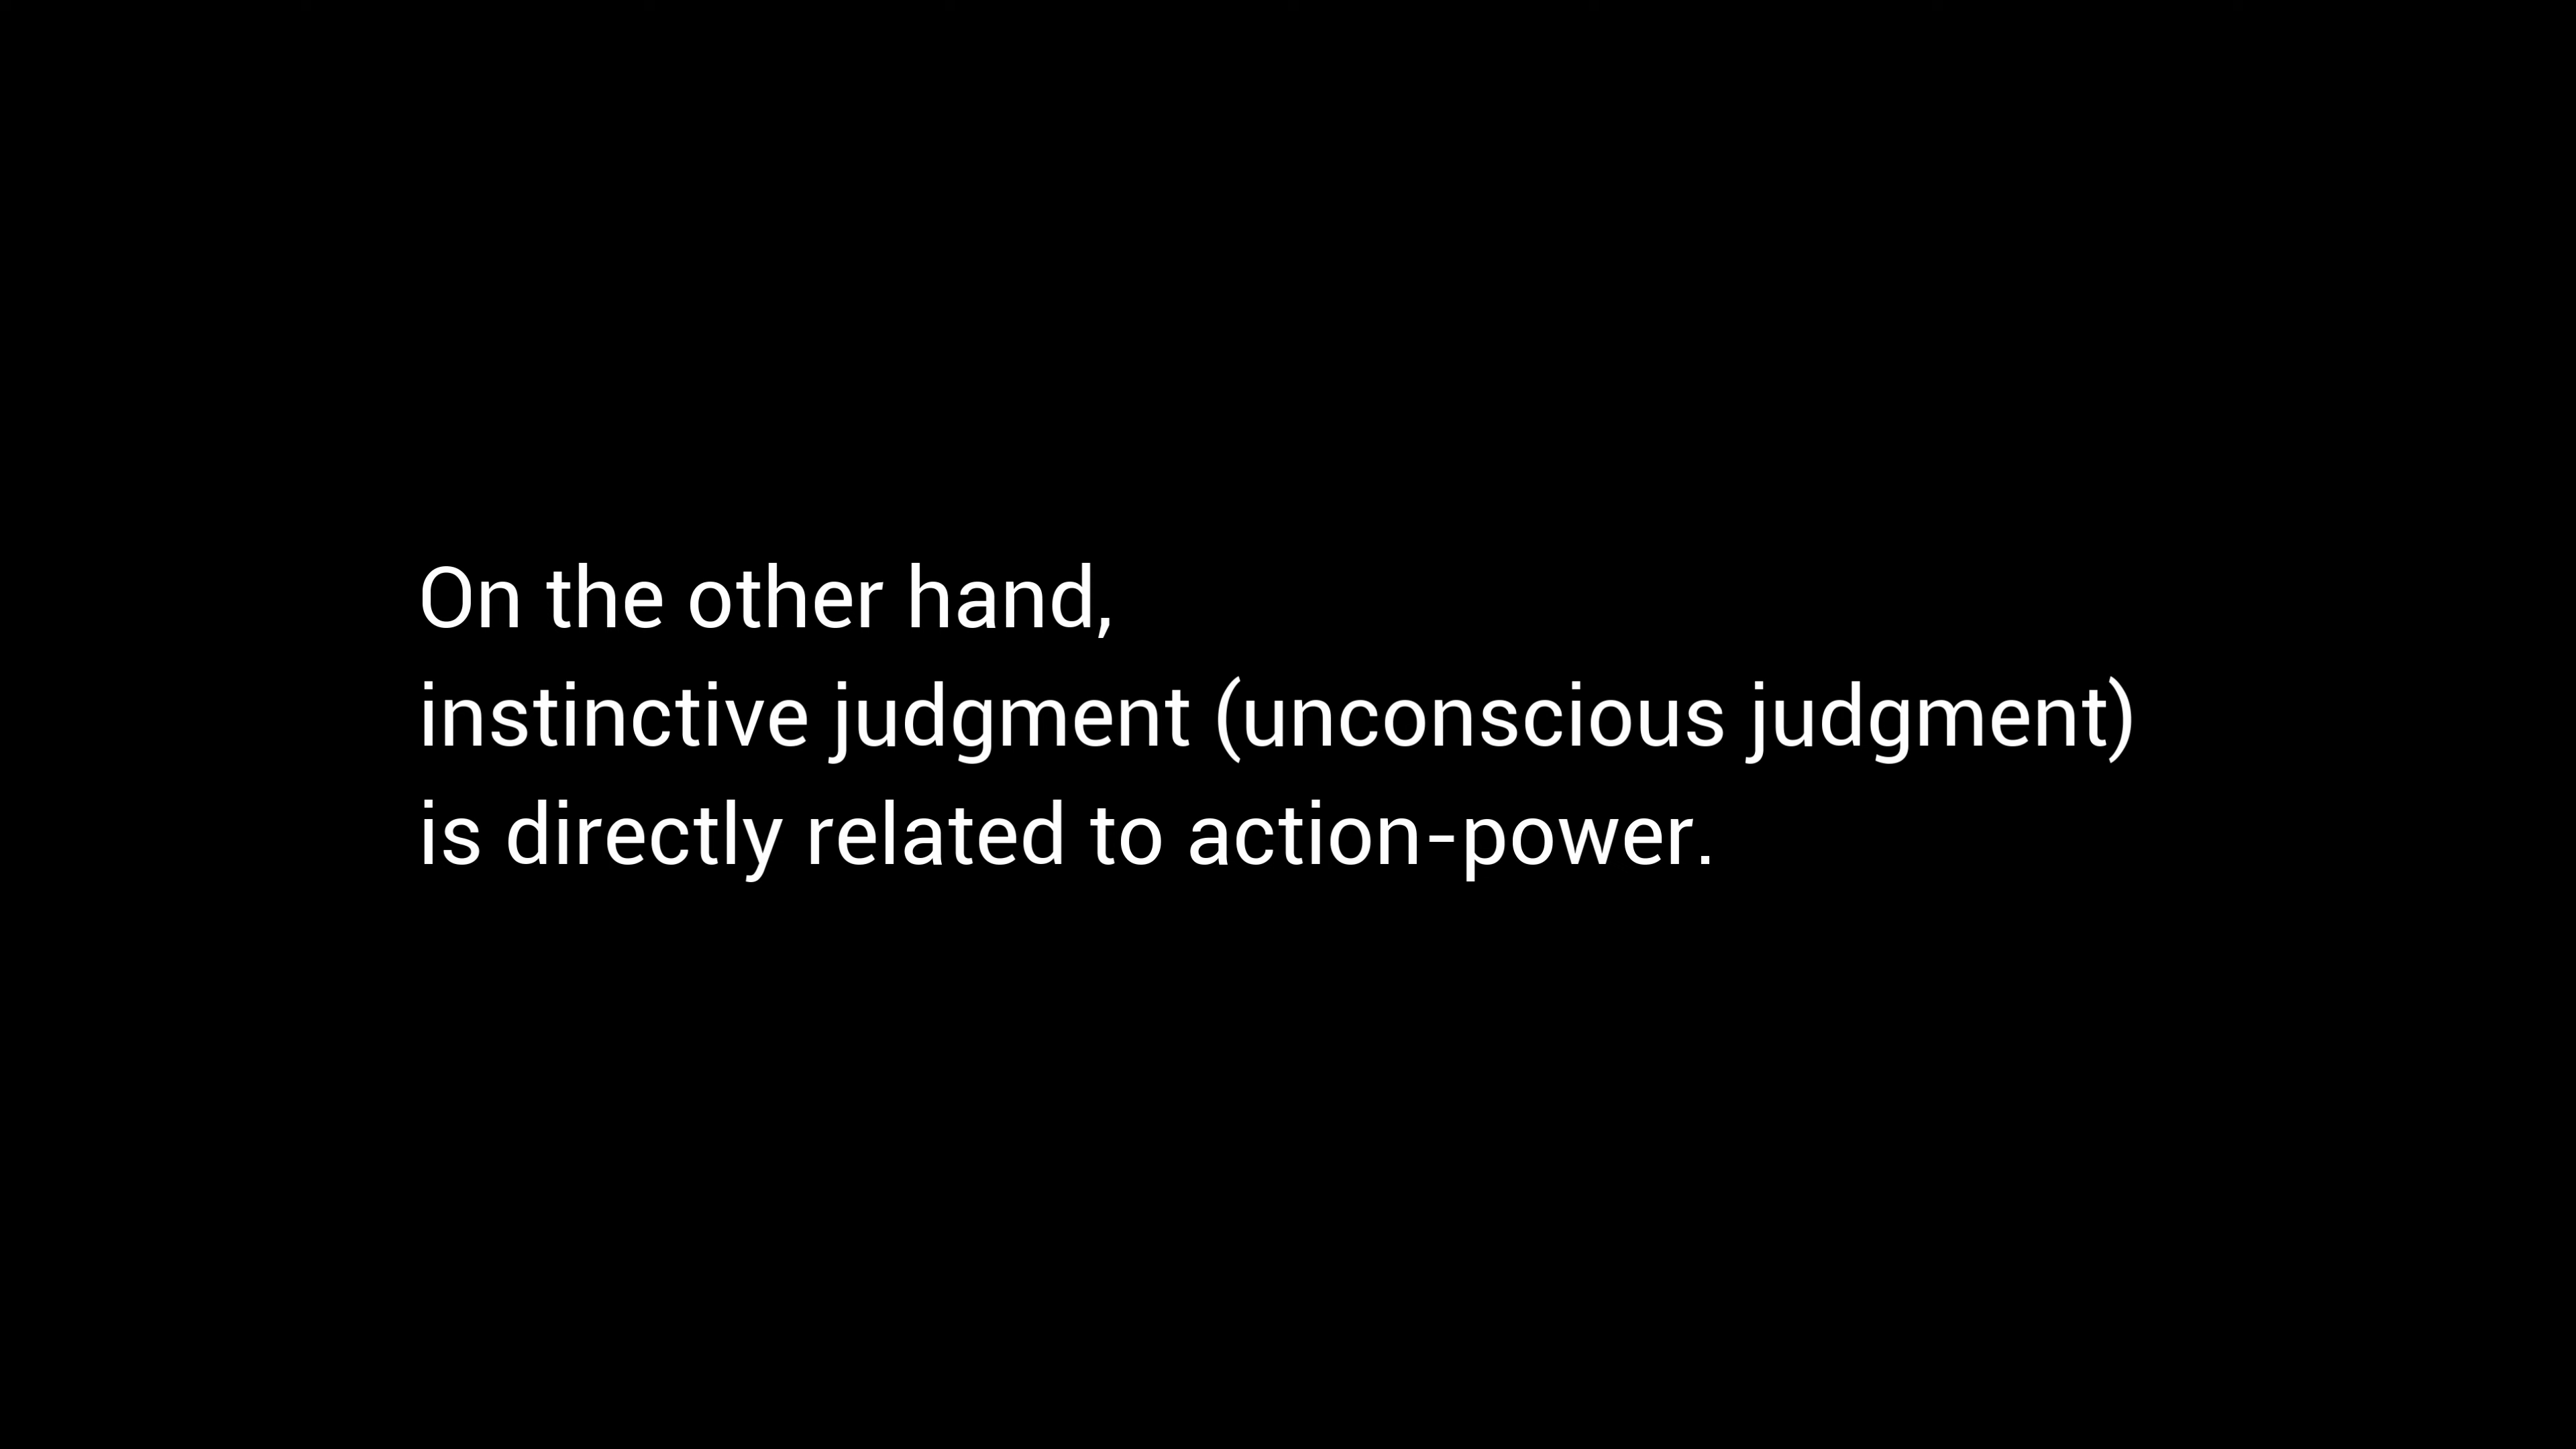 On the other hand,
instinctive judgment (unconscious judgment)
is directly related to action-power.